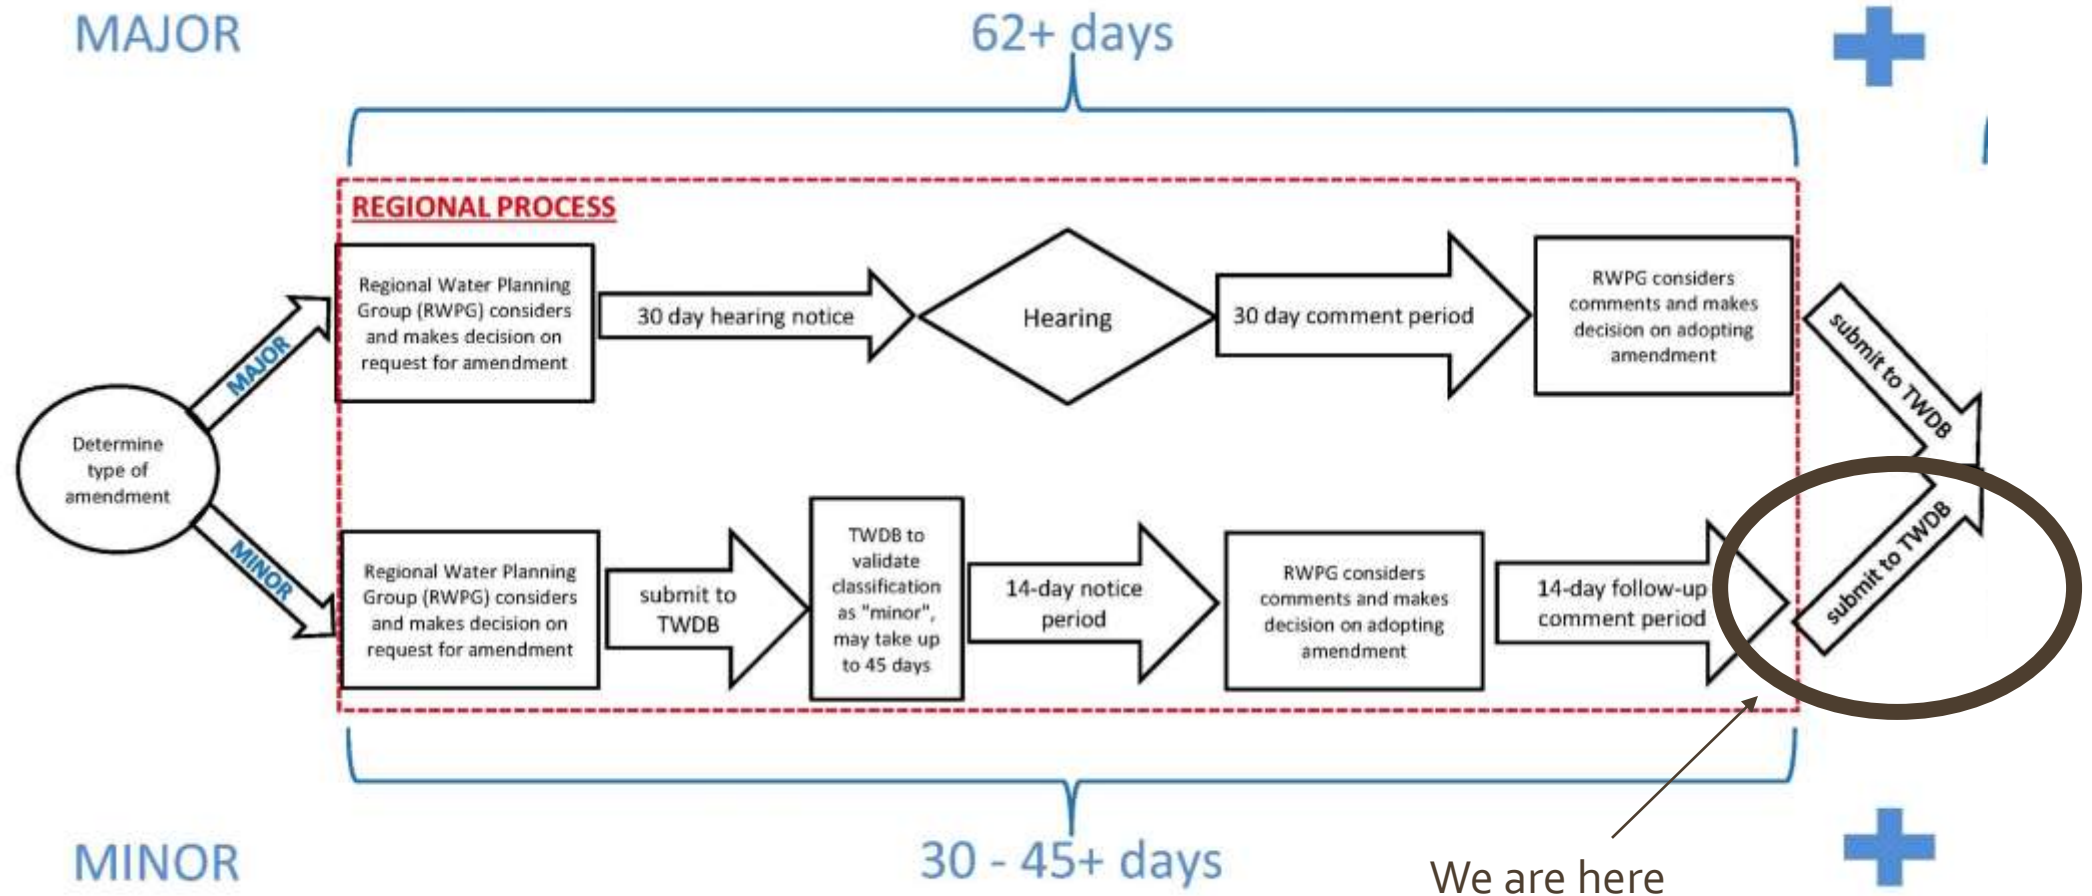 MAJOR
62+ days
REGIONAL PROCESS
Regional Water Planning
Group (RWPG) considers
and makes decision on
request for amendment
30 day hearing notice
Hearing
30 day comment period
RWPG considers
comments and makes
decision on adopting
amendment
submit to TWDB
MAJOR
Determine
type of
amendment
MINOR
Regional Water Planning
Group (RWPG) considers
and makes decision on
request for amendment
submit to
TWDB
TWDB to
validate
classification
as "minor",
may take up
to 45 days
14-day notice
period
RWPG considers
comments and makes
decision on adopting
amendment
14-day follow-up
comment period
submit to TWDB
MINOR
30 - 45+ days
We are here